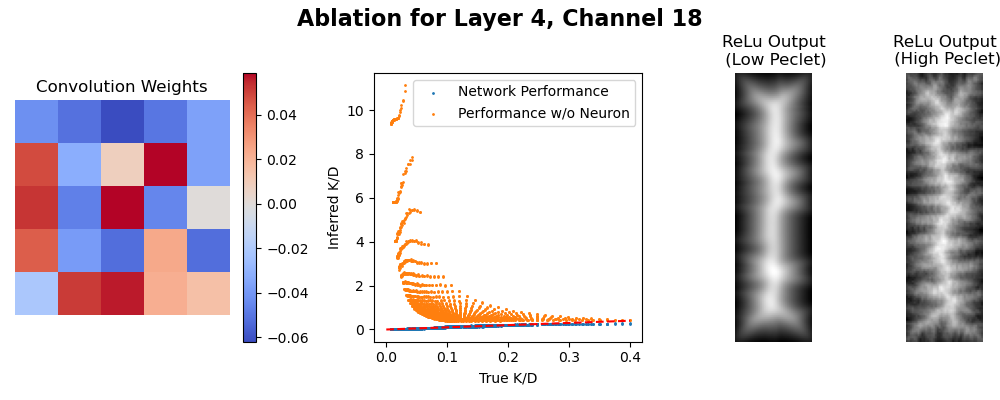 Ablation for Layer 4, Channel 18
Convolution Weights
0.04
0.02
0.00
−0.02
−0.04
−0.06
Network Performance
Performance w/o Neuron
Inferred K/D
10
8
6
4
2
0
0.0 0.1 0.2 0.3 0.4
True K/D
ReLu Output
(Low Peclet)
ReLu Output
(High Peclet)